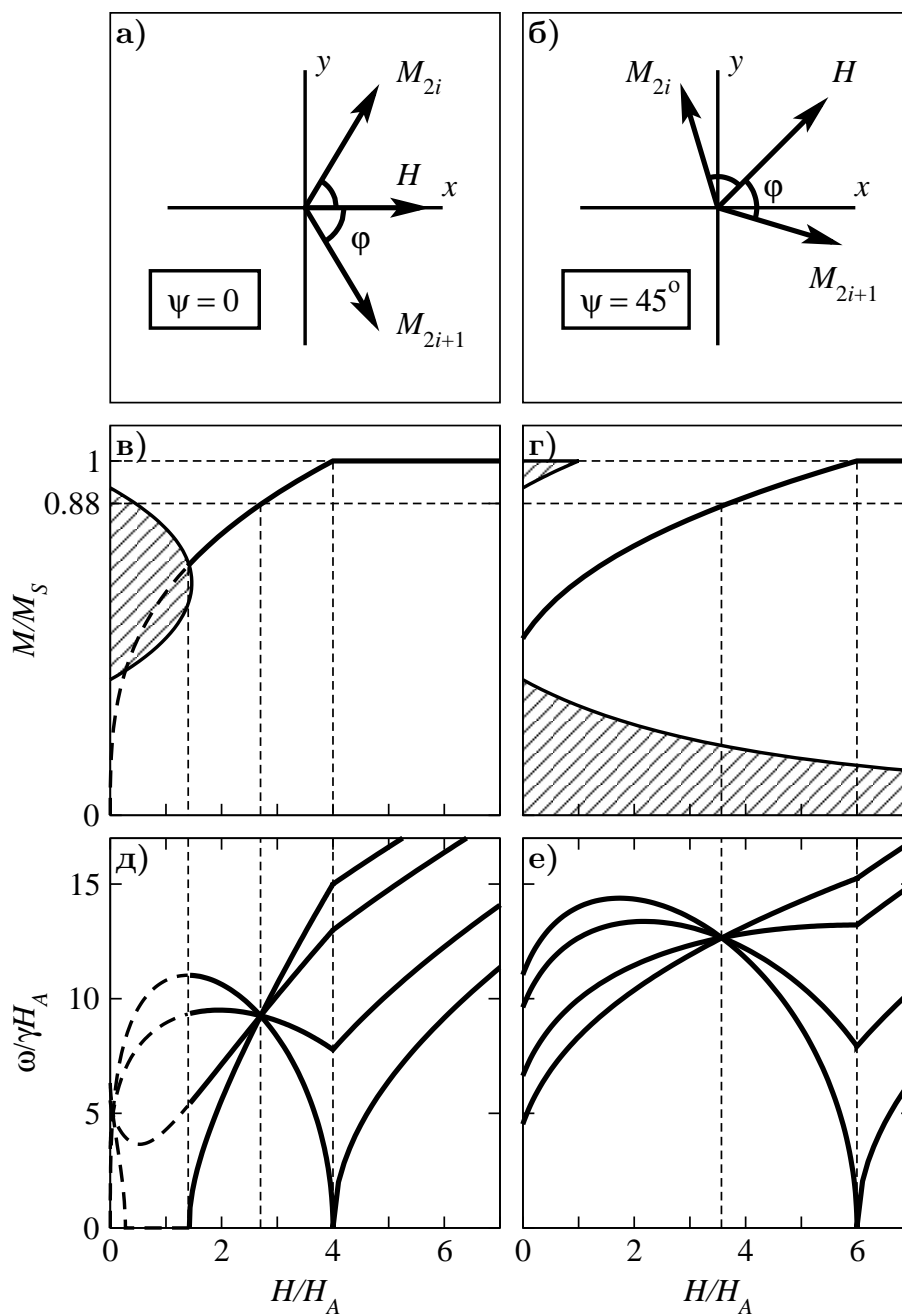 а)
y
M2i
H
x
φ
ψ = 0
M2i+1
б)
M2i
y
H
φ
x
ψ = 45°
M2i+1
в)
г)
1
0.88
M/MS
0
д)
е)
15
10
ω/γHA
5
0
0 2 4 6
0 2 4 6
H/HA
H/HA